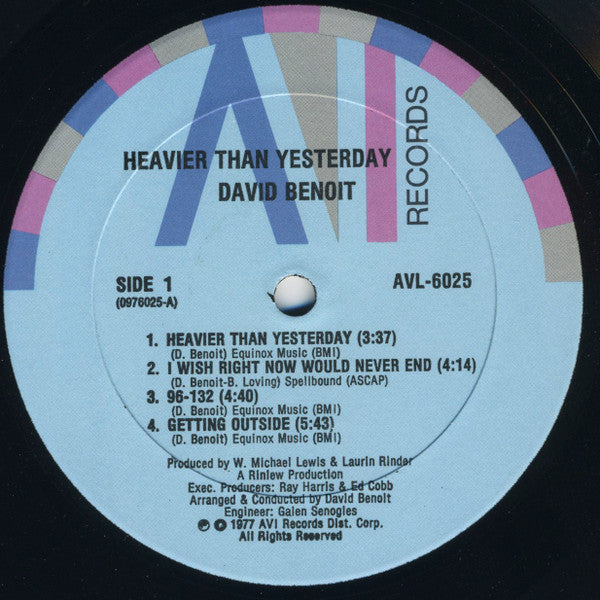 AVI
RECORDS
HEAVIER THAN YESTERDAY
DAVID BENOIT
SIDE 1
(0976025-A)
AVL-6025
1. HEAVIER THAN YESTERDAY (3:37)
(D. Benoit) Equinox Music (BMI)
2. I WISH RIGHT NOW WOULD NEVER END (4:14)
(D. Benoit-B. Loving) Spellbound (ASCAP)
3. 96-132 (4:40)
(D. Benoit) Equinox Music (BMI)
4. GETTING OUTSIDE (5:43)
(D. Benoit) Equinox Music (BMI)
Produced by W. Michael Lewis & Laurin Rinder
A Rinlew Production
Exec. Producers: Ray Harris & Ed Cobb
Arranged & Conducted by David Benoit
Engineer: Galen Senogles
℗ © 1977 AVI Records Dist. Corp.
All Rights Reserved